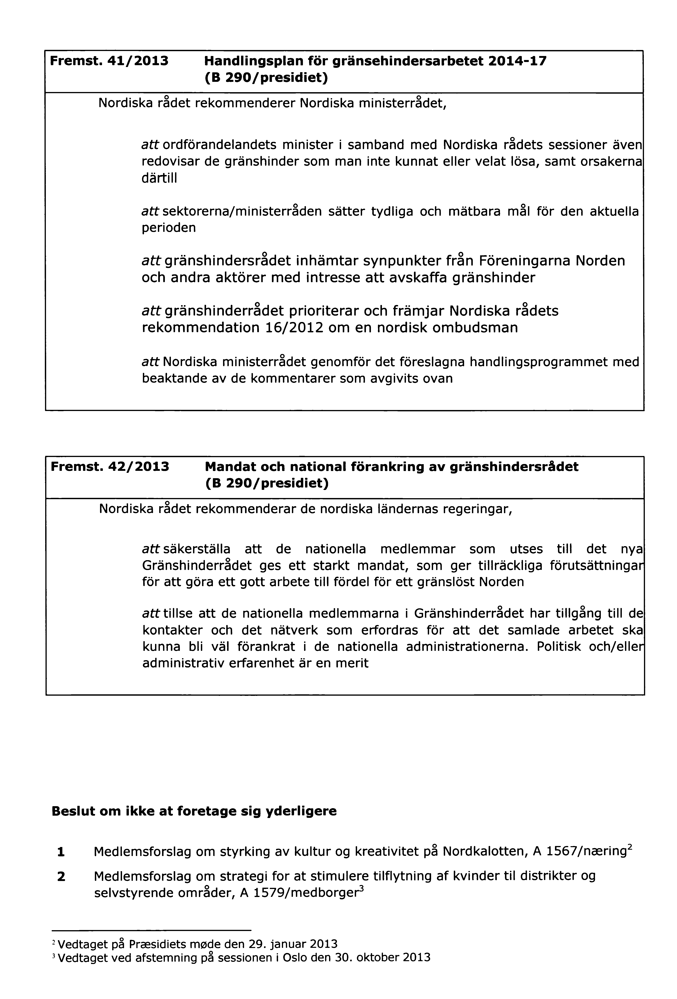 Fremst. 41/2013 Handlingsplan för gränsehindersarbetet 2014-17
(B 290/presidiet)
Nordiska rådet rekommenderer Nordiska ministerrådet,
att ordförandelandets minister i samband med Nordiska rådets sessioner även
redovisar de gränshinder som man inte kunnat eller velat lösa, samt orsakerna
därtill
att sektorerna/ministerråden sätter tydliga och mätbara mål för den aktuella
perioden
att gränshindersrådet inhämtar synpunkter från Föreningarna Norden
och andra aktörer med intresse att avskaffa gränshinder
att gränshinderrådet prioriterar och främjar Nordiska rådets
rekommendation 16/2012 om en nordisk ombudsman
att Nordiska ministerrådet genomför det föreslagna handlingsprogrammet med
beaktande av de kommentarer som avgivits ovan
Fremst. 42/2013 Mandat och national förankring av gränshindersrådet
(B 290/presidiet)
Nordiska rådet rekommenderar de nordiska ländernas regeringar,
att säkerställa att de nationella medlemmar som utses till det nya
Gränshinderrådet ges ett starkt mandat, som ger tillräckliga förutsättningar
för att göra ett gott arbete till fördel för ett gränslöst Norden
att tillse att de nationella medlemmarna i Gränshinderrådet har tillgång till de
kontakter och det nätverk som erfordras för att det samlade arbetet ska
kunna bli väl förankrat i de nationella administrationerna. Politisk och/eller
administrativ erfarenhet är en merit
Beslut om ikke at foretage sig yderligere
1 Medlemsforslag om styrking av kultur og kreativitet på Nordkalotten, A 1567/næring²
2 Medlemsforslag om strategi for at stimulere tilflytning af kvinder til distrikter og
selvstyrende områder, A 1579/medborger³
² Vedtaget på Præsidiets møde den 29. januar 2013
³ Vedtaget ved afstemning på sessionen i Oslo den 30. oktober 2013